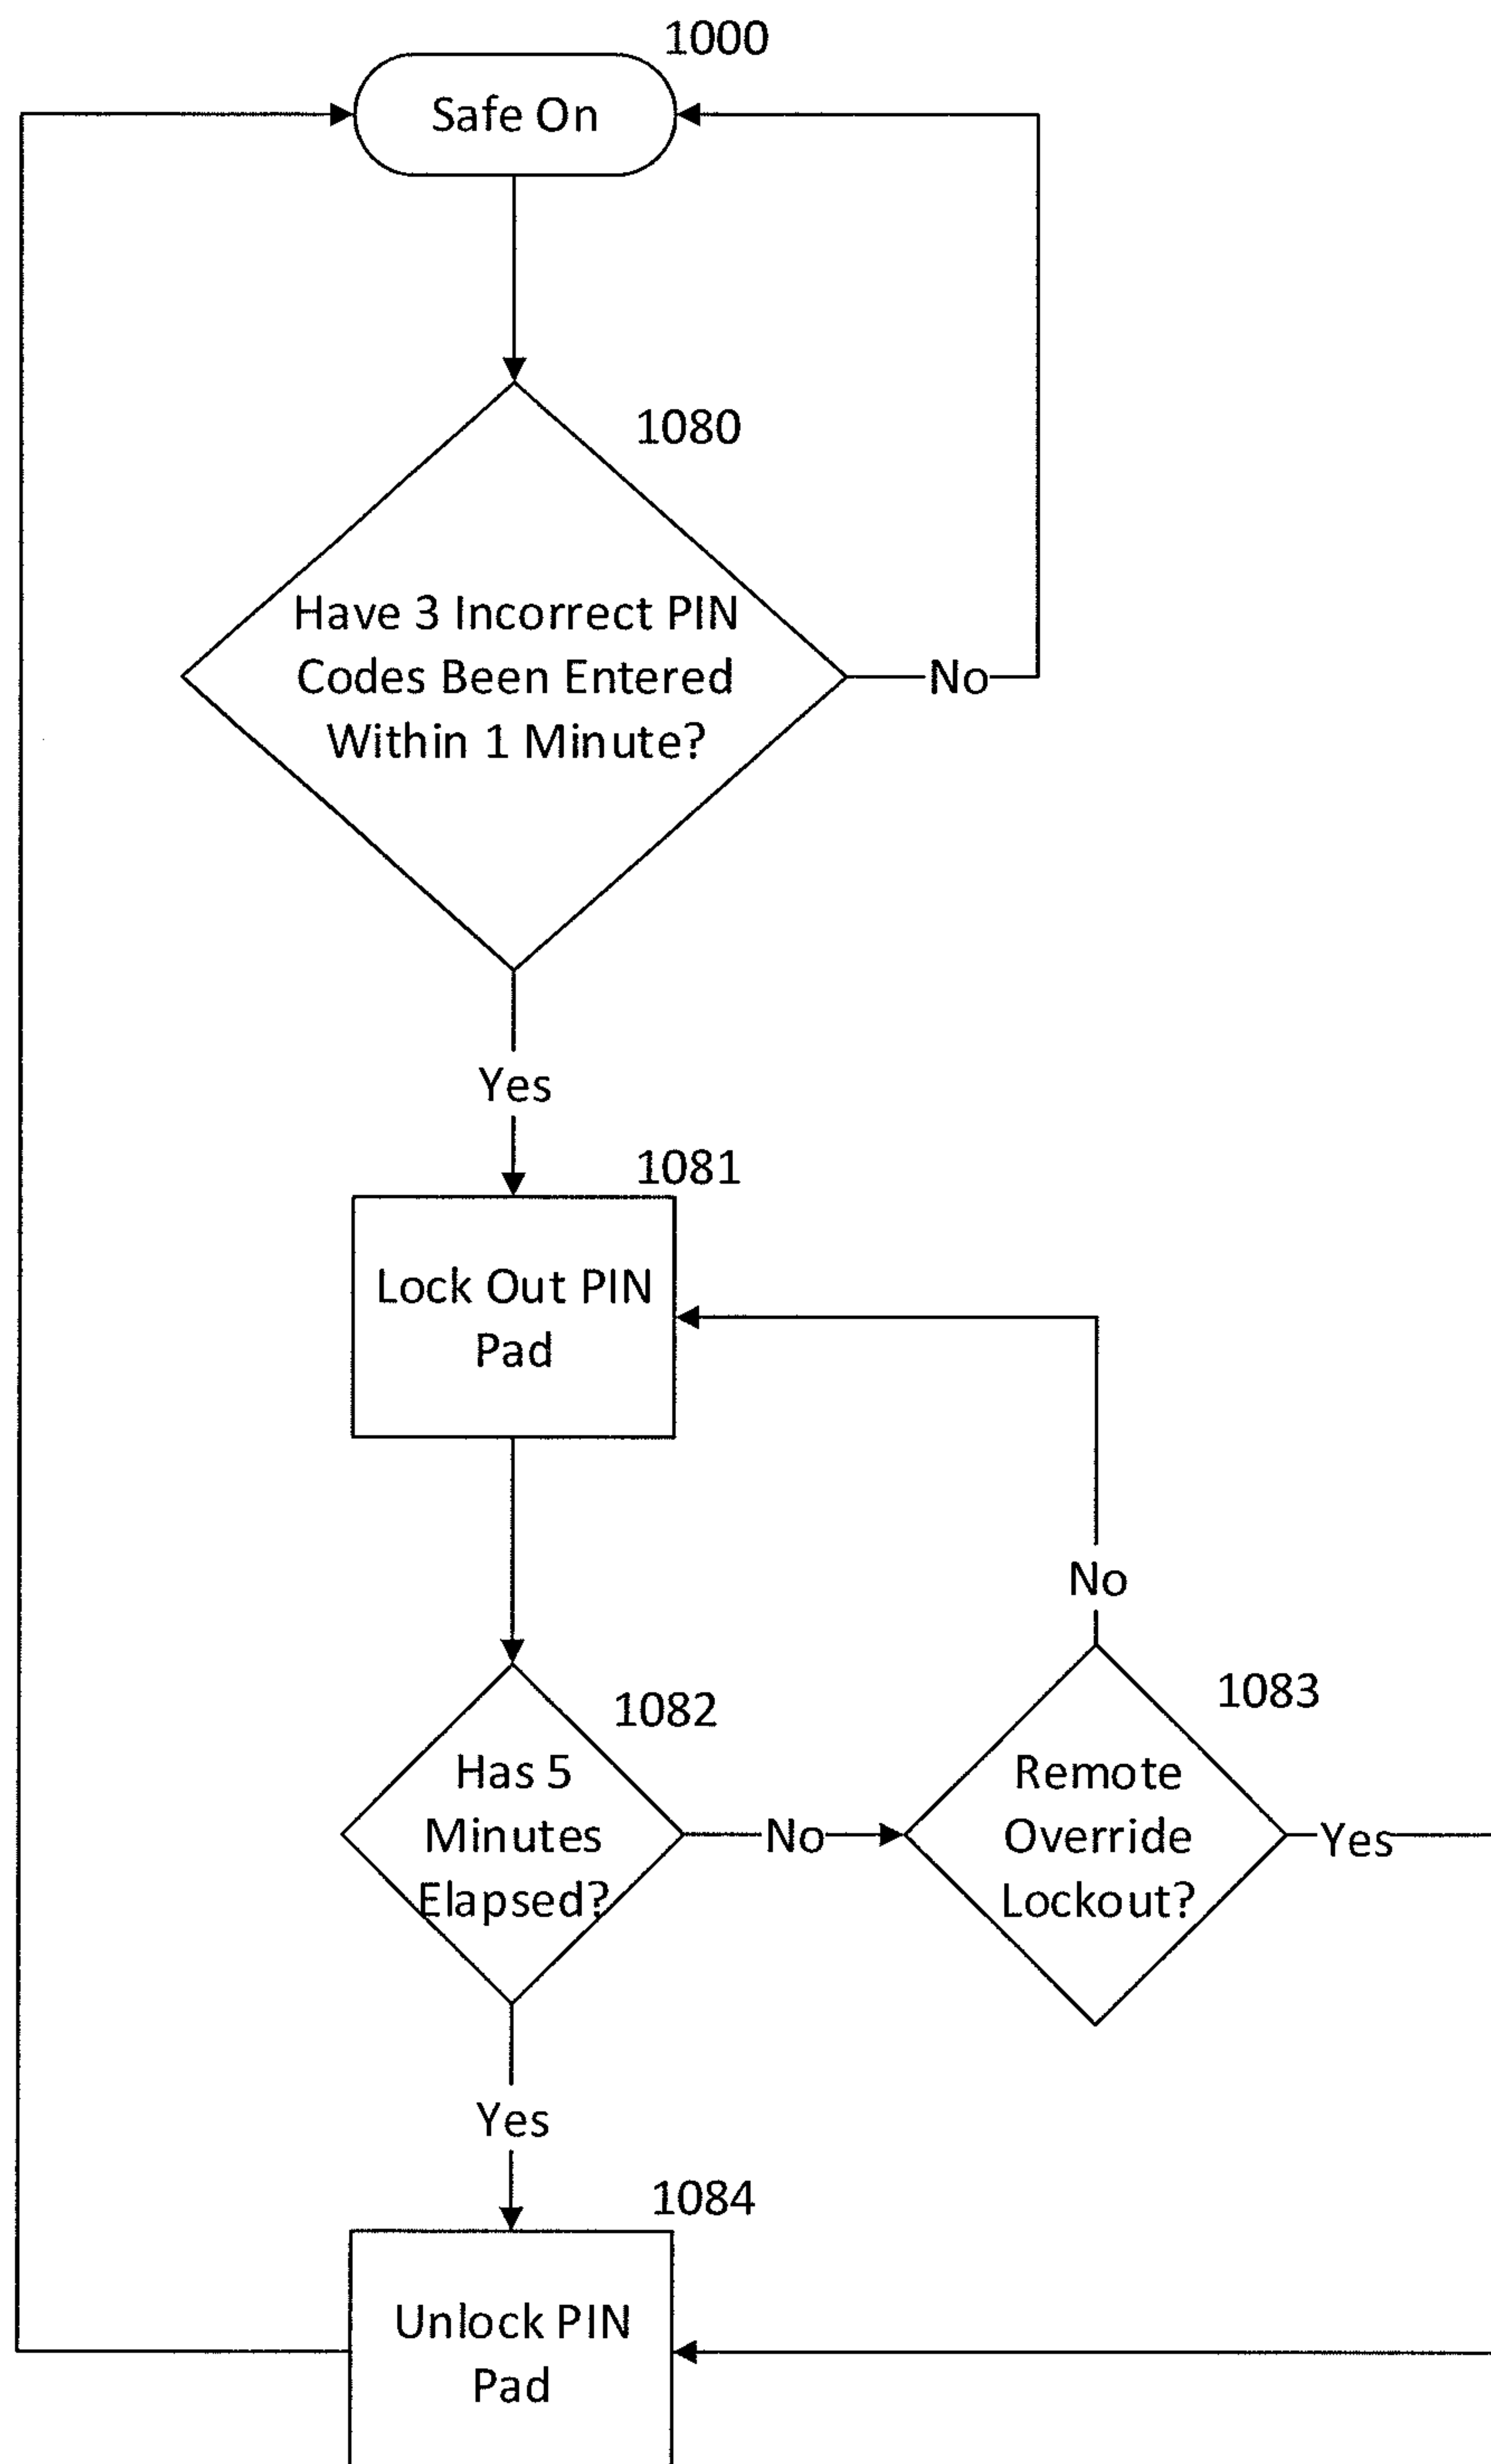 1000
Safe On
1080
Have 3 Incorrect PIN
Codes Been Entered
Within 1 Minute?
No
Yes
1081
Lock Out PIN
Pad
No
1082
Has 5
Minutes
Elapsed?
No
1083
Remote
Override
Lockout?
Yes
Yes
1084
Unlock PIN
Pad